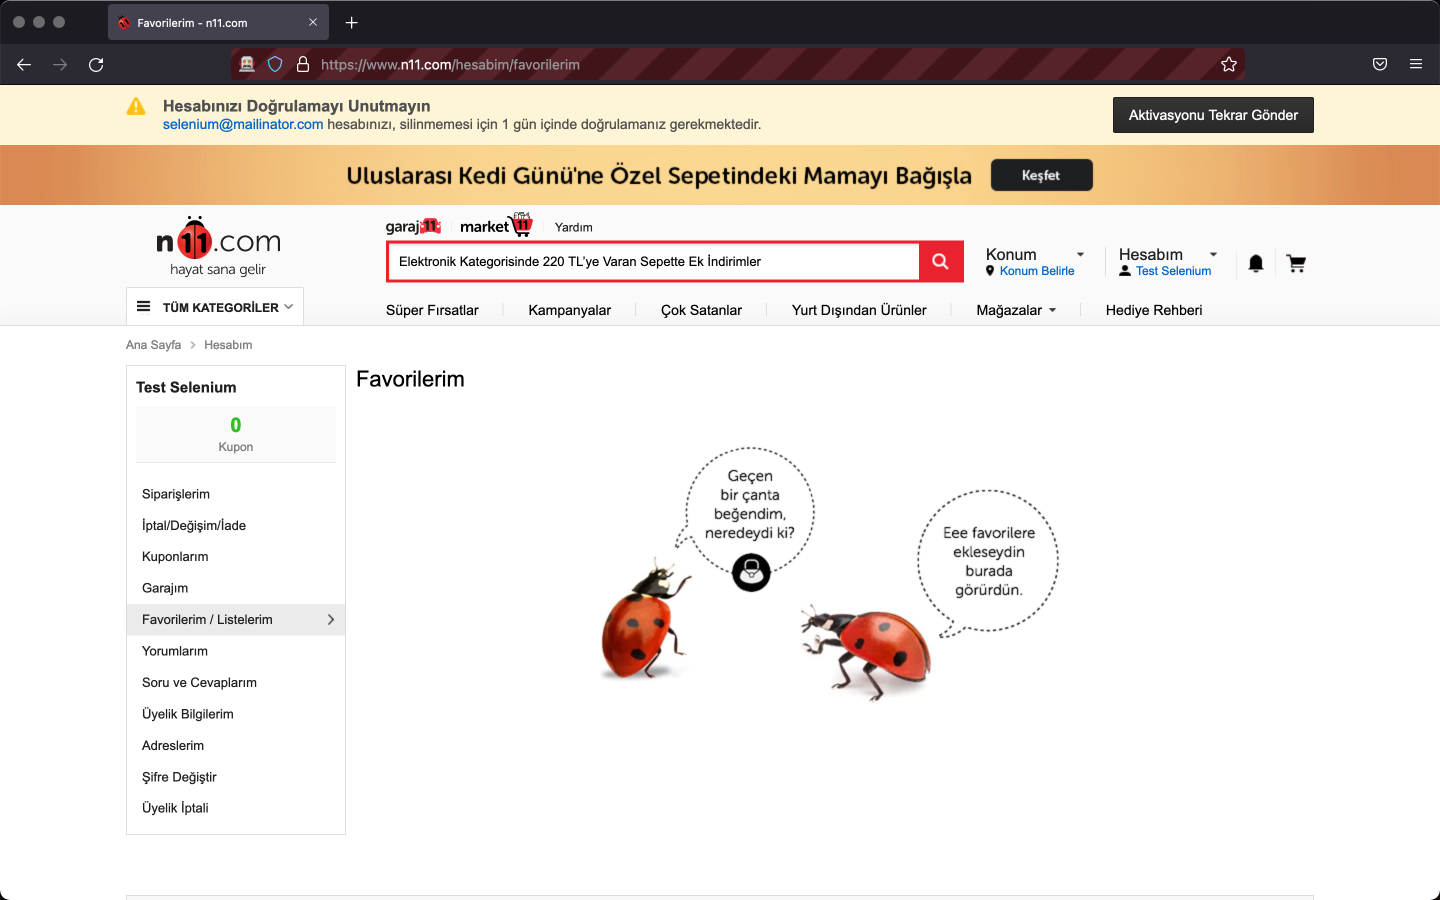 Favorilerim - n11.com
https://www.n11.com/hesabim/favorilerim
Hesabınızı Doğrulamayı Unutmayın
selenium@mailinator.com hesabınızı, silinmemesi için 1 gün içinde doğrulamanız gerekmektedir.
Aktivasyonu Tekrar Gönder
Uluslarası Kedi Günü'ne Özel Sepetindeki Mamayı Bağışla
Keşfet
n11.com
hayat sana gelir
garaj11
market11
Yardım
Elektronik Kategorisinde 220 TL'ye Varan Sepette Ek İndirimler
Konum
Konum Belirle
Hesabım
Test Selenium
TÜM KATEGORİLER
Süper Fırsatlar
Kampanyalar
Çok Satanlar
Yurt Dışından Ürünler
Mağazalar
Hediye Rehberi
Ana Sayfa > Hesabım
Test Selenium
0
Kupon
Siparişlerim
İptal/Değişim/İade
Kuponlarım
Garajım
Favorilerim / Listelerim
Yorumlarım
Soru ve Cevaplarım
Üyelik Bilgilerim
Adreslerim
Şifre Değiştir
Üyelik İptali
Favorilerim
Geçen
bir çanta
beğendim,
neredeydi ki?
Eee favorilere
ekleseydin
burada
görürdün.